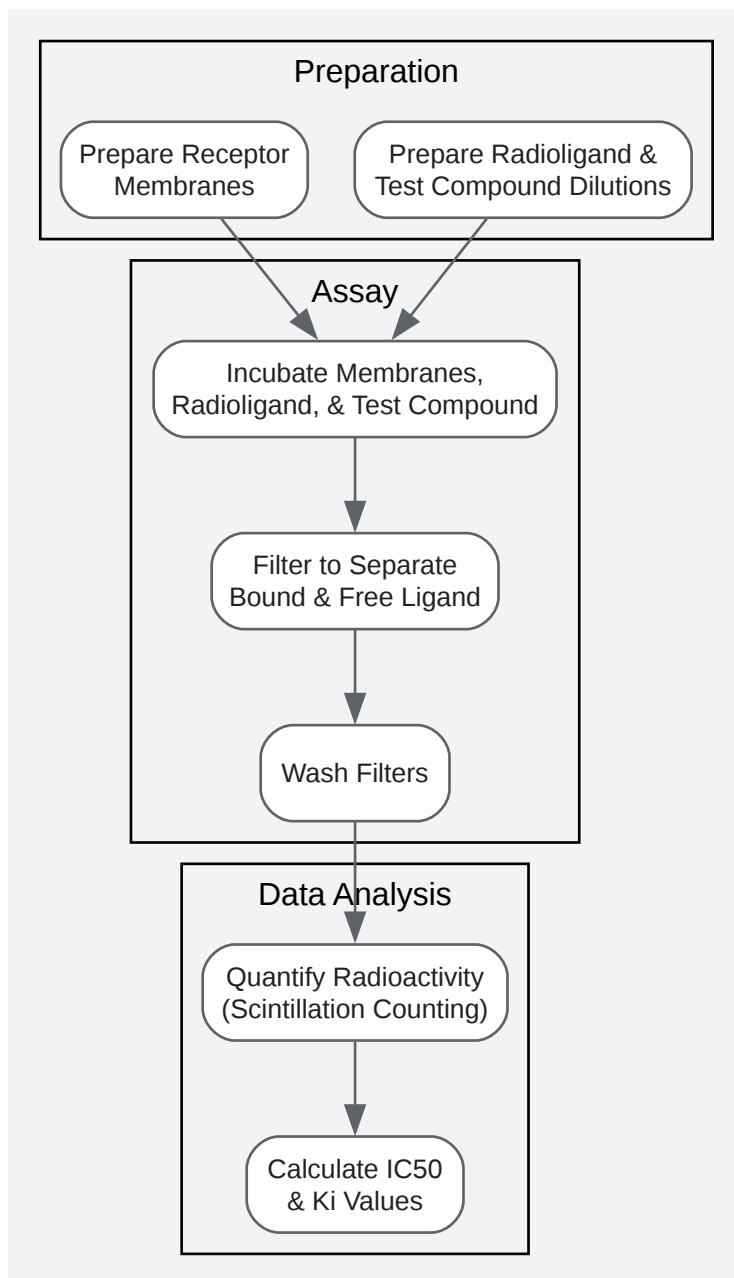 Preparation
Prepare Receptor
Membranes
Prepare Radioligand &
Test Compound Dilutions
Assay
Incubate Membranes,
Radioligand, & Test Compound
Filter to Separate
Bound & Free Ligand
Wash Filters
Data Analysis
Quantify Radioactivity
(Scintillation Counting)
Calculate IC50
& Ki Values